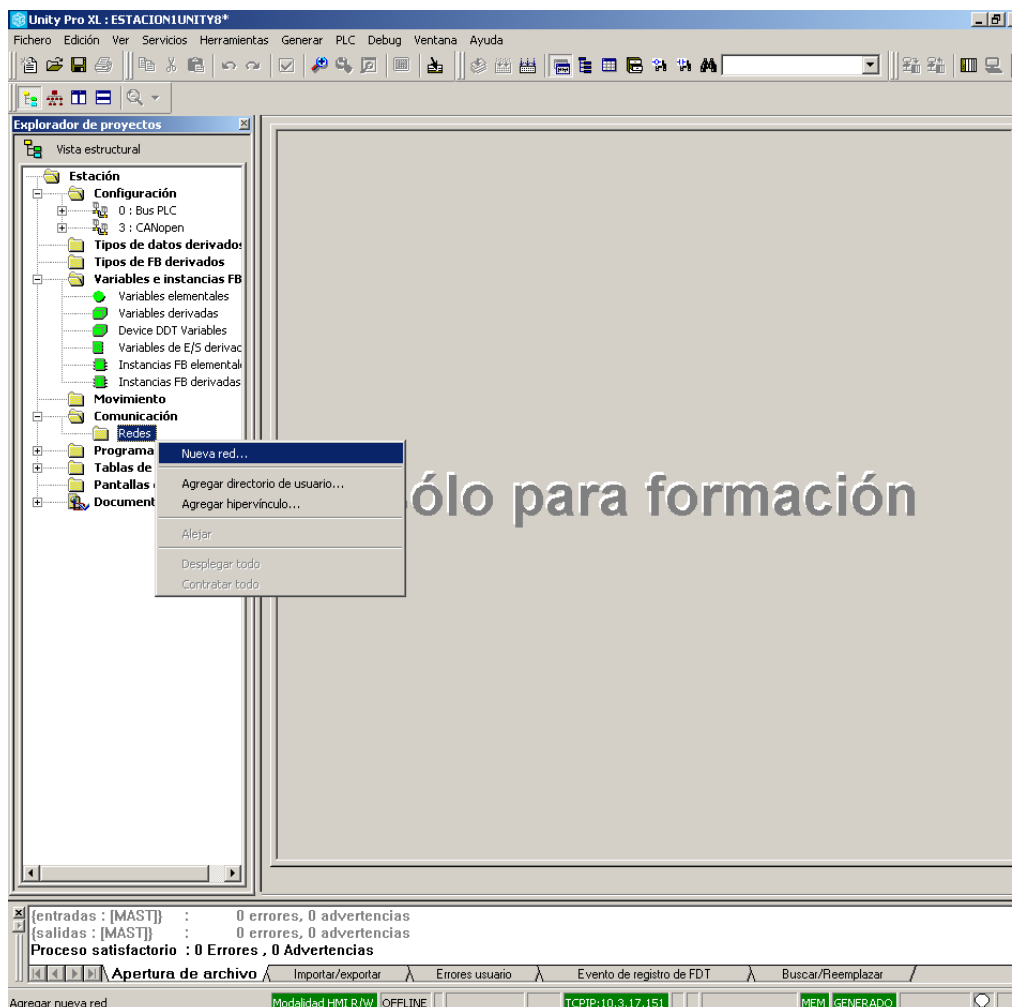 Unity Pro XL : ESTACION1UNITY8*
Fichero Edición Ver Servicios Herramientas Generar PLC Debug Ventana Ayuda
Explorador de proyectos
Vista estructural
Estación
Configuración
0 : Bus PLC
3 : CANopen
Tipos de datos derivados
Tipos de FB derivados
Variables e instancias FB
Variables elementales
Variables derivadas
Device DDT Variables
Variables de E/S derivac
Instancias FB elemental
Instancias FB derivadas
Movimiento
Comunicación
Redes
Programa
Tablas de
Pantallas
Document
Nueva red...
Agregar directorio de usuario...
Agregar hipervínculo...
Alejar
Desplegar todo
Contratar todo
ólo para formación
{entradas : [MAST]} : 0 errores, 0 advertencias
{salidas : [MAST]} : 0 errores, 0 advertencias
Proceso satisfactorio : 0 Errores , 0 Advertencias
Apertura de archivo Importar/exportar Errores usuario Evento de registro de FDT Buscar/Reemplazar
Agregar nueva red Modalidad HMI R/W OFFLINE TCPIP:10.3.17.151 MEM GENERADO